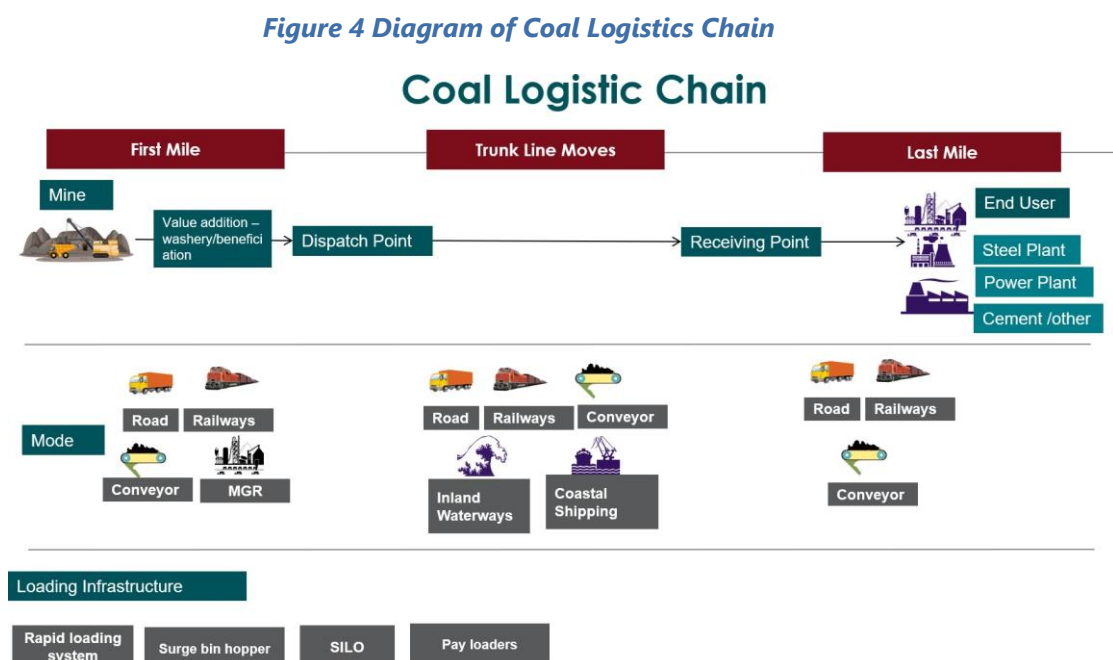 Figure 4 Diagram of Coal Logistics Chain
Coal Logistic Chain
First Mile
Trunk Line Moves
Last Mile
Mine
Value addition –
washery/benefici
ation
Dispatch Point
Receiving Point
End User
Steel Plant
Power Plant
Cement /other
Mode
Road
Railways
Conveyor
MGR
Road
Railways
Conveyor
Inland
Waterways
Coastal
Shipping
Road
Railways
Conveyor
Loading Infrastructure
Rapid loading
system
Surge bin hopper
SILO
Pay loaders